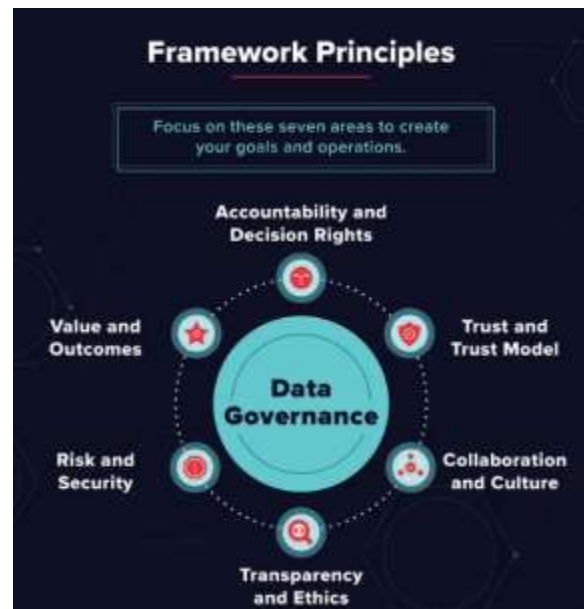 Framework Principles
Focus on these seven areas to create
your goals and operations.
Accountability and
Decision Rights
Value and
Outcomes
Trust and
Trust Model
Data
Governance
Risk and
Security
Collaboration
and Culture
Transparency
and Ethics